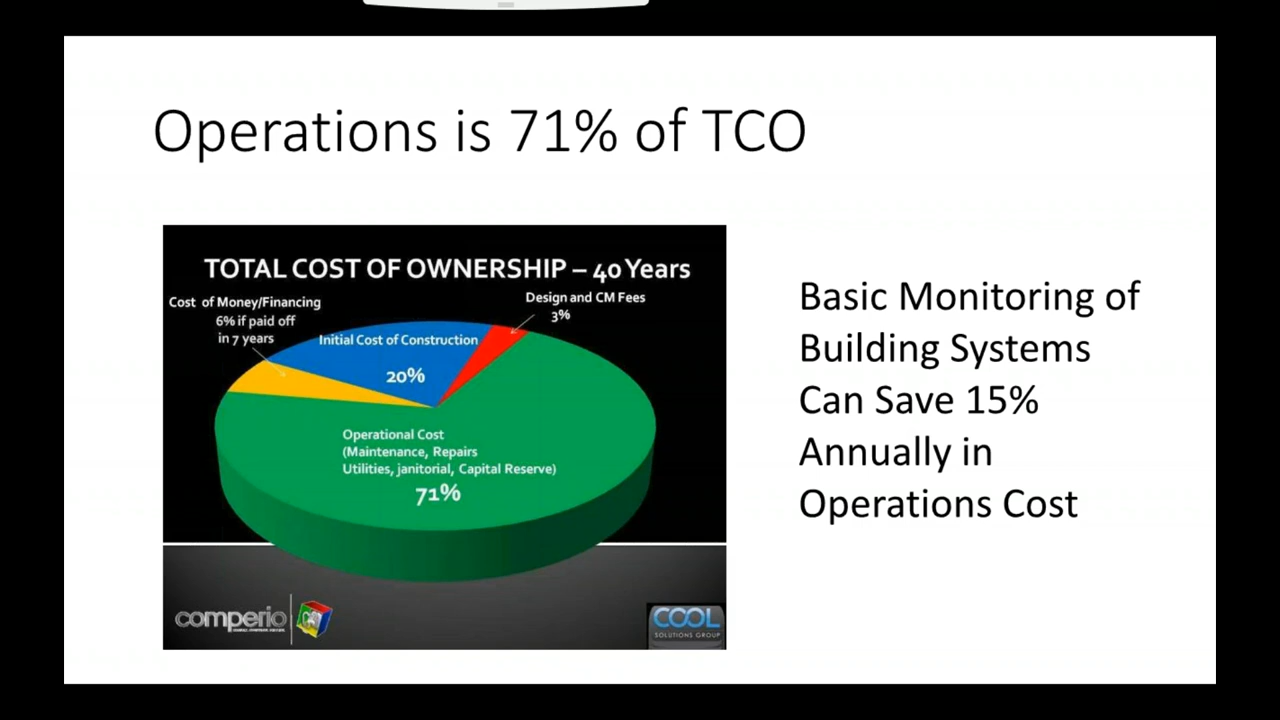 Operations is 71% of TCO
TOTAL COST OF OWNERSHIP – 40 Years
Cost of Money/Financing
6% if paid off
in 7 years
Design and CM Fees
3%
Initial Cost of Construction
20%
Operational Cost
(Maintenance, Repairs
Utilities, janitorial, Capital Reserve)
71%
comperio
COOL
SOLUTIONS GROUP
Basic Monitoring of
Building Systems
Can Save 15%
Annually in
Operations Cost